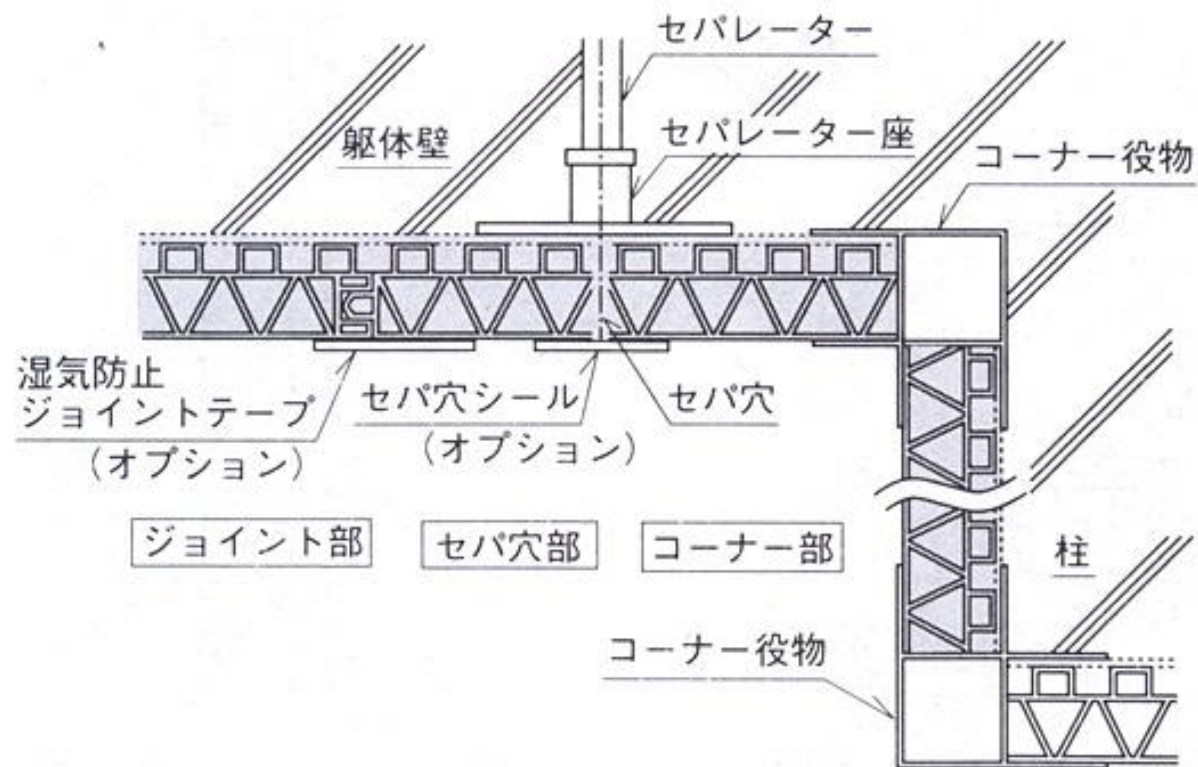 セパレーター
躯体壁
セパレーター座
コーナー役物
湿気防止
ジョイントテープ
(オプション)
セパ穴シール
(オプション)
セパ穴
ジョイント部
セパ穴部
コーナー部
柱
コーナー役物